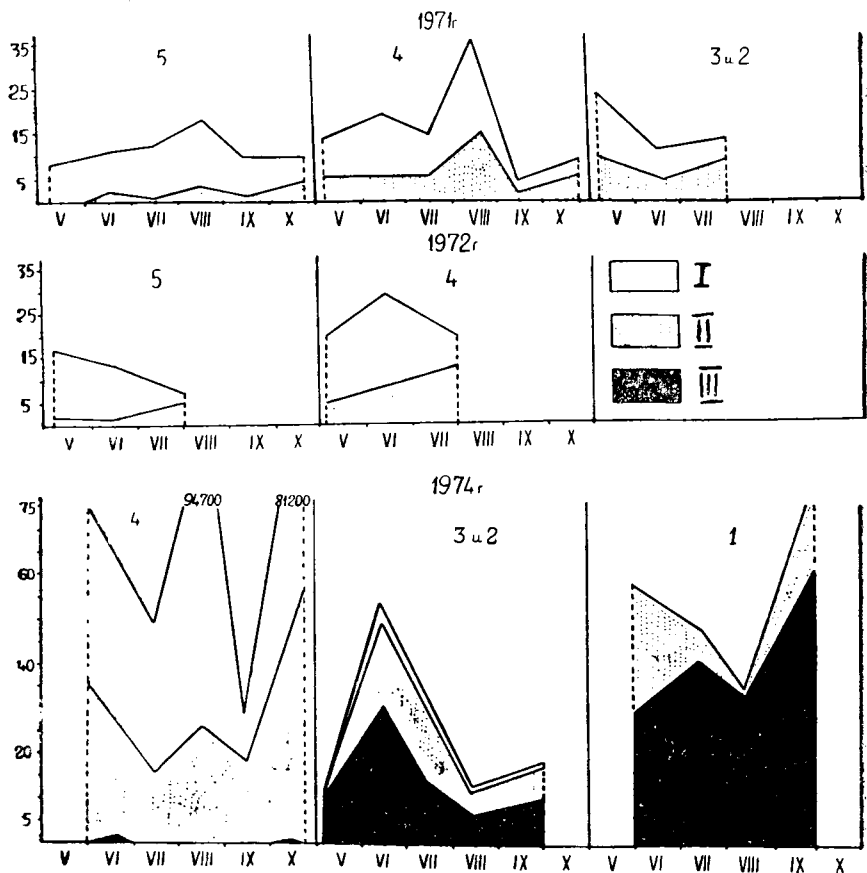 1971г
5 4 3 и 2
35
25
15
5
V VI VII VIII IX X V VI VII VIII IX X V VI VII VIII IX X
1972г
5 4
35
25
15
5
I
II
III
V VI VII VIII IX X V VI VII VIII IX X
1974г
75
60
40
20
5
4 94700 81200 3 и 2 1
V VI VII VIII IX X V VI VII VIII IX X V VI VII VIII IX X